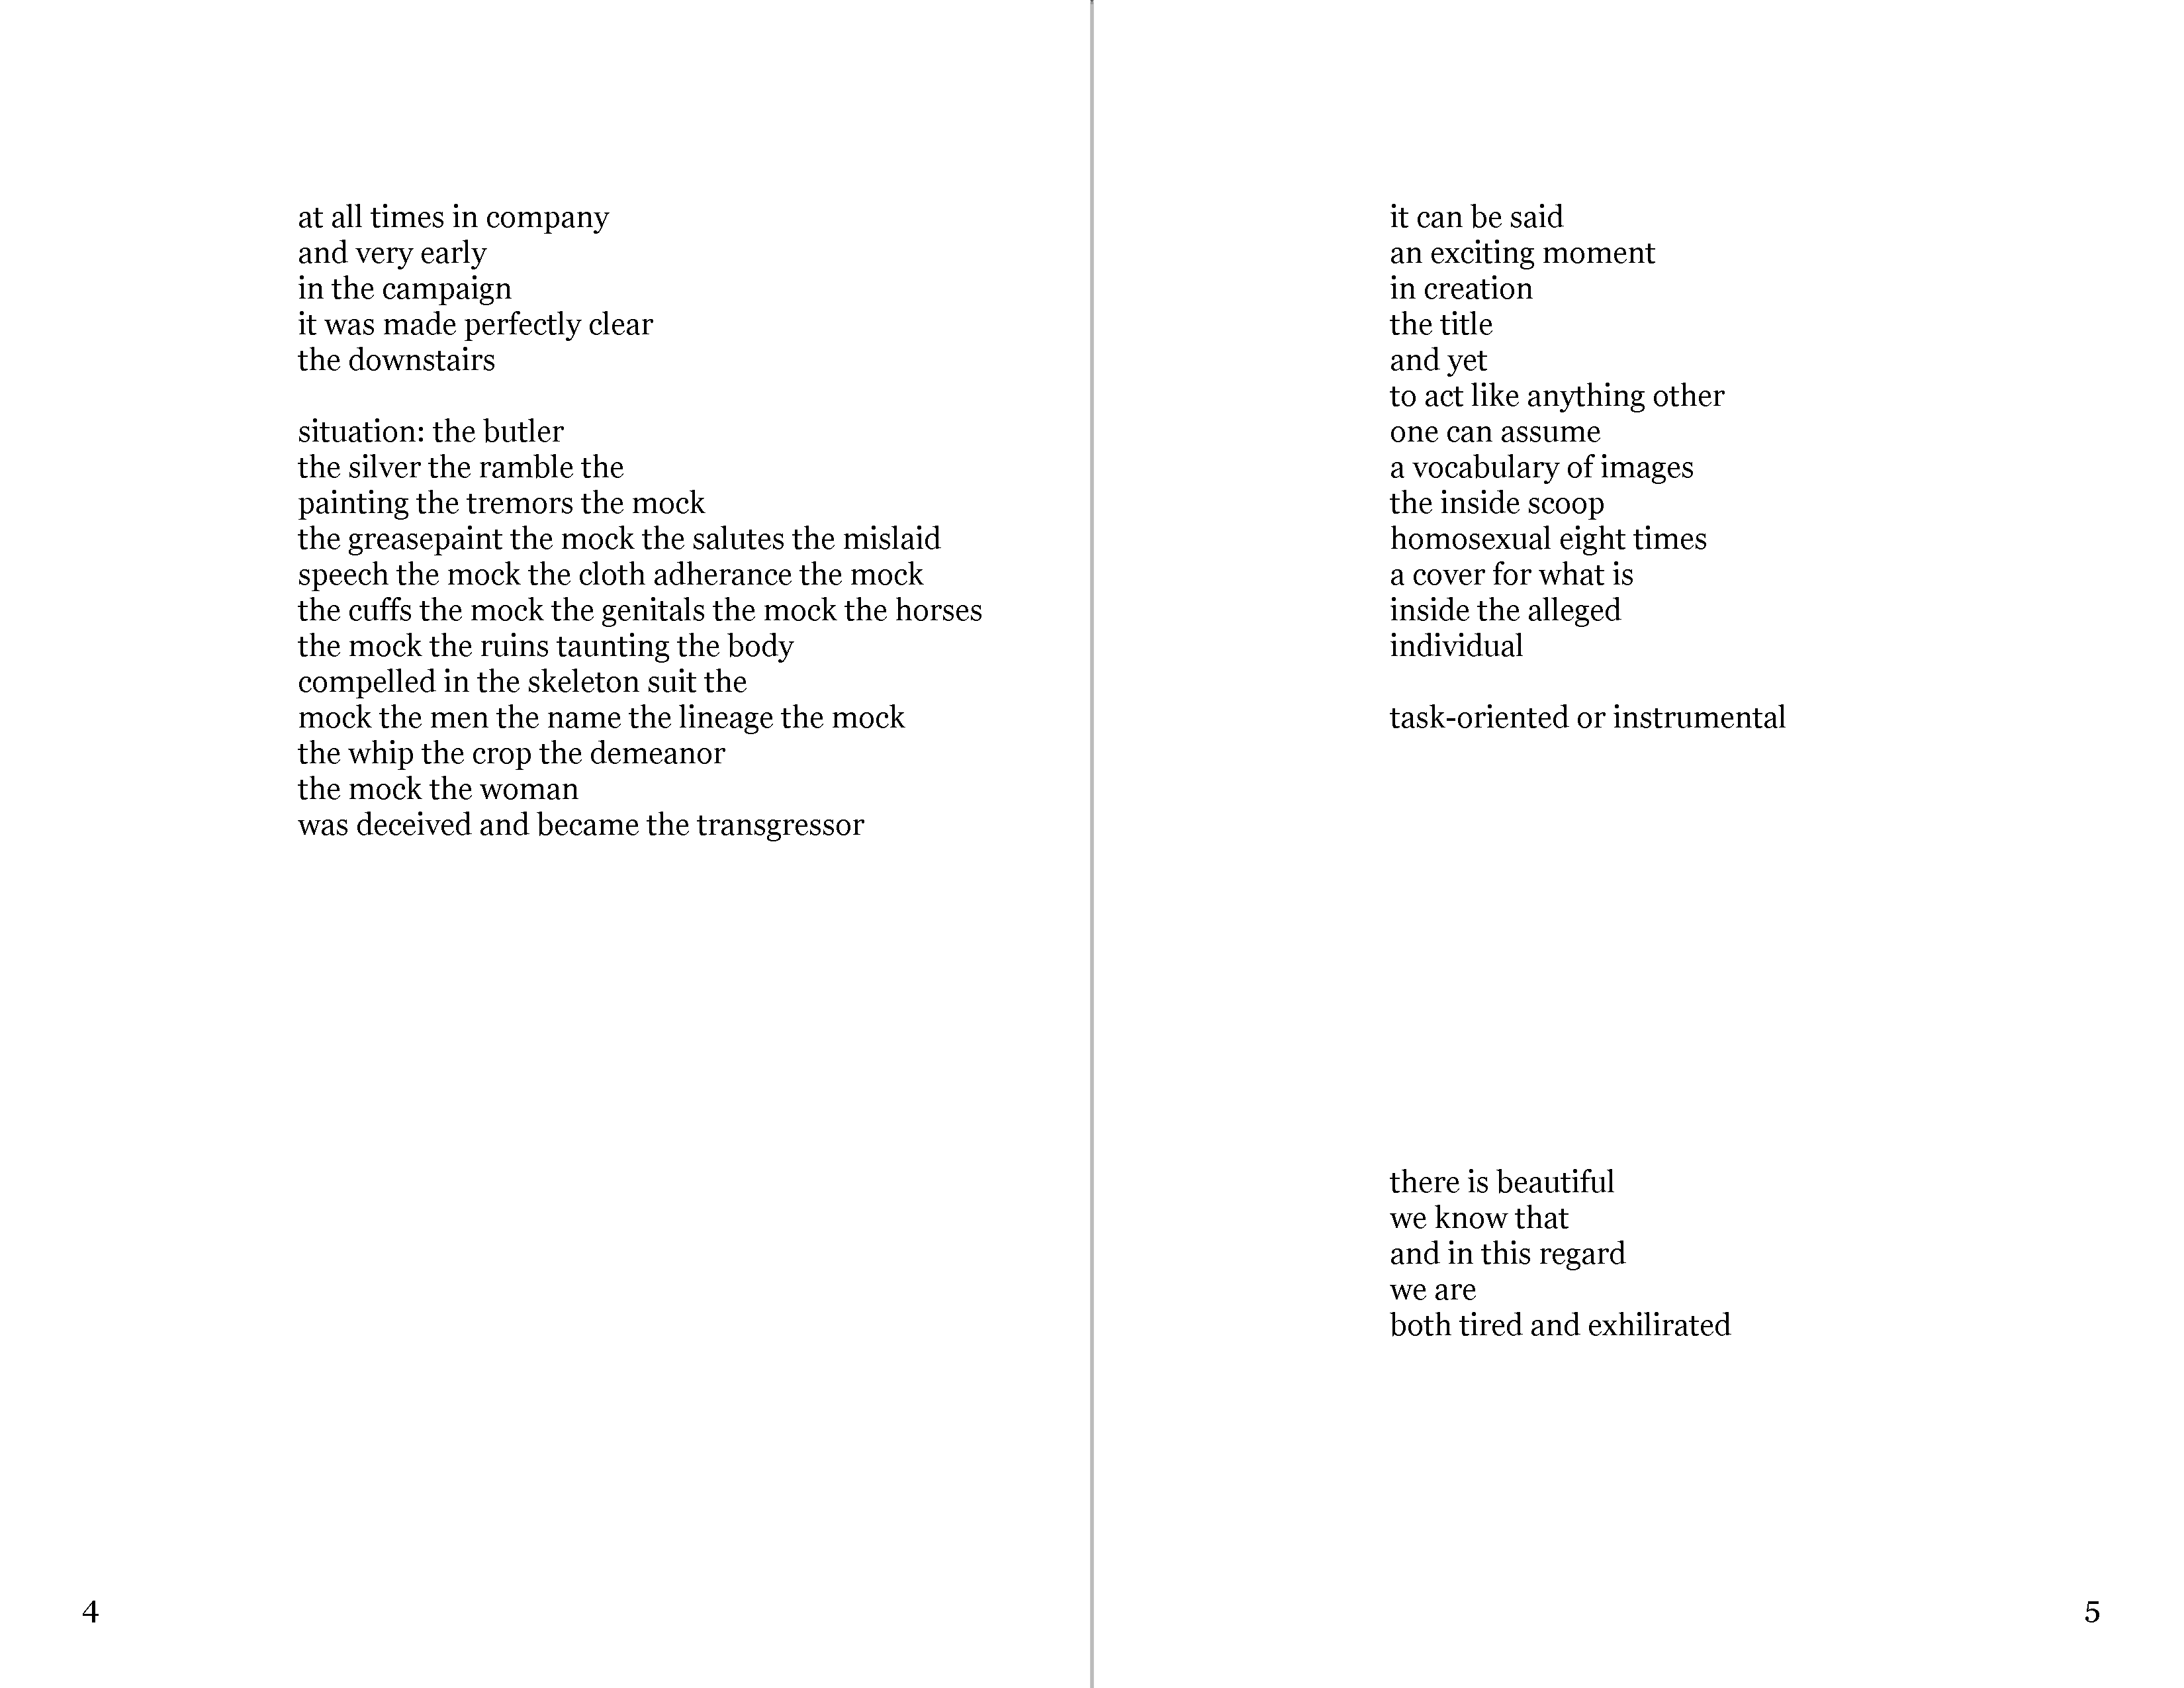 at all times in company
and very early
in the campaign
it was made perfectly clear
the downstairs
situation: the butler
the silver the ramble the
painting the tremors the mock
the greasepaint the mock the salutes the mislaid
speech the mock the cloth adherance the mock
the cuffs the mock the genitals the mock the horses
the mock the ruins taunting the body
compelled in the skeleton suit the
mock the men the name the lineage the mock
the whip the crop the demeanor
the mock the woman
was deceived and became the transgressor
4
it can be said
an exciting moment
in creation
the title
and yet
to act like anything other
one can assume
a vocabulary of images
the inside scoop
homosexual eight times
a cover for what is
inside the alleged
individual
task-oriented or instrumental
there is beautiful
we know that
and in this regard
we are
both tired and exhilirated
5